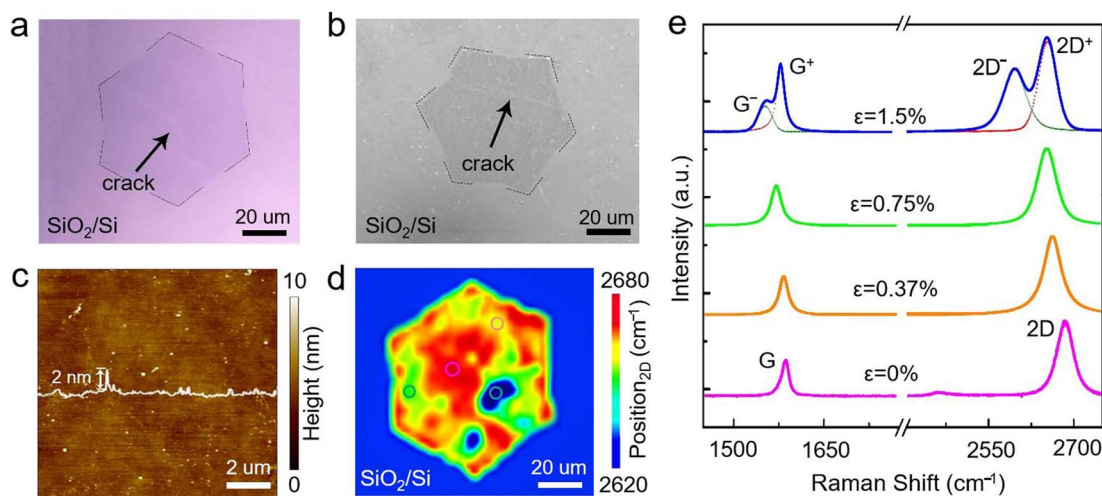 a
crack
SiO₂/Si
20 um
b
crack
SiO₂/Si
20 um
c
2 nm
2 um
10
Height (nm)
0
d
SiO₂/Si
20 um
2680
Position2D (cm⁻¹)
2620
e
Intensity (a.u.)
G⁻
G⁺
2D⁻
2D⁺
ε=1.5%
ε=0.75%
ε=0.37%
G
ε=0%
2D
1500
1650
2550
2700
Raman Shift (cm⁻¹)